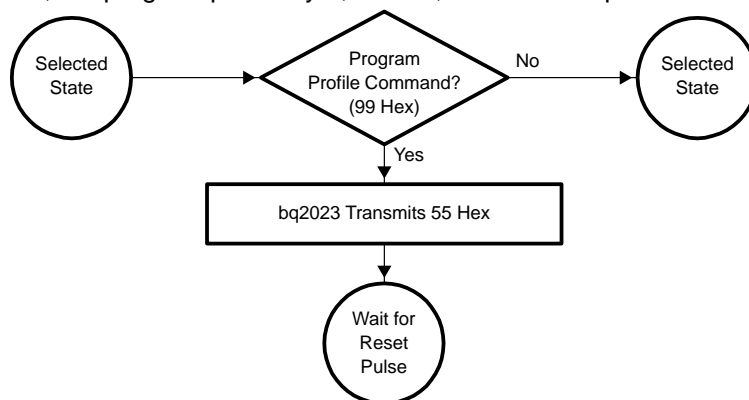 Selected
State
Program
Profile Command?
(99 Hex)
No
Selected
State
Yes
bq2023 Transmits 55 Hex
Wait for
Reset
Pulse